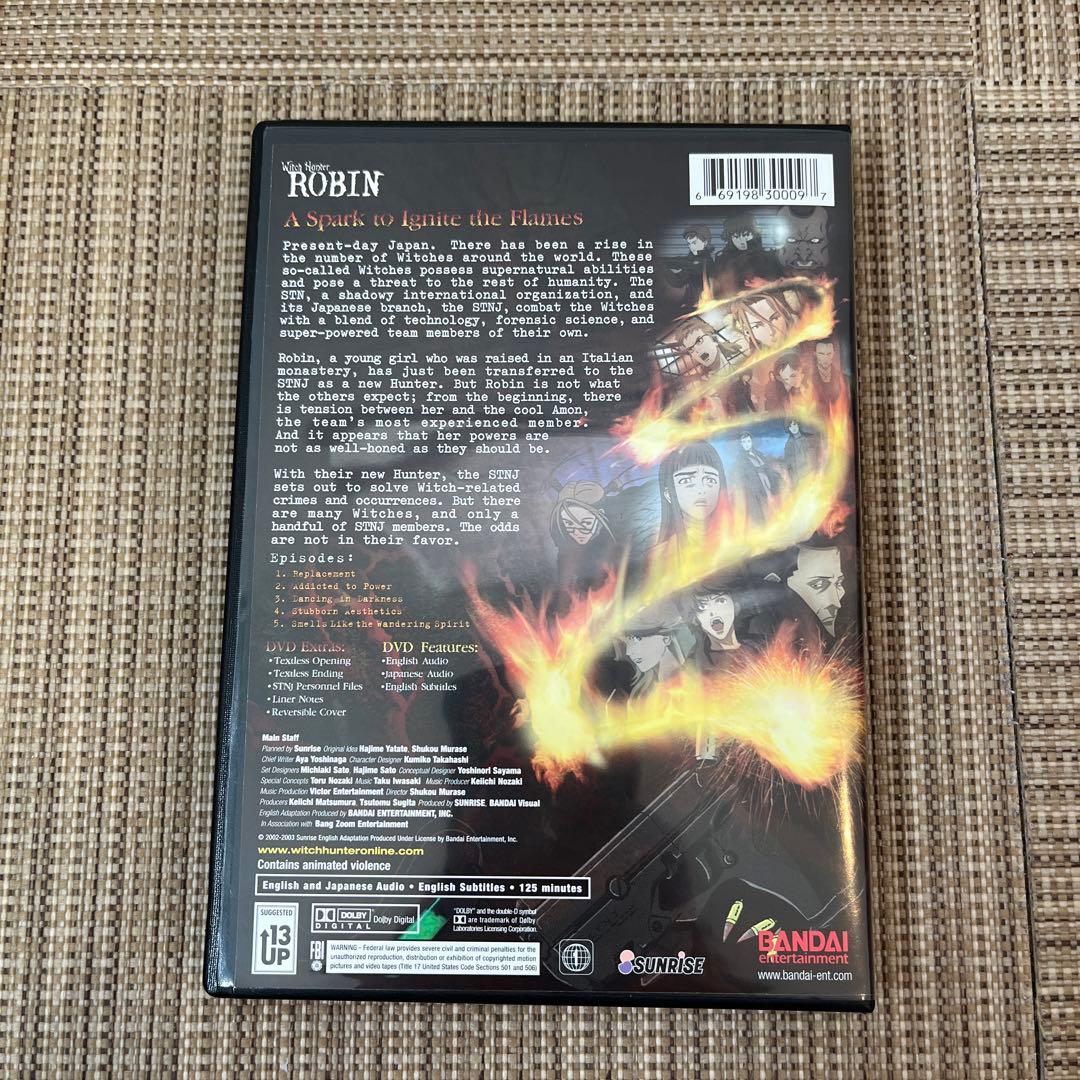 Witch Hunter
ROBIN
6 69198 30009 7
A Spark to Ignite the Flames
Present-day Japan. There has been a rise in
the number of Witches around the world. These
so-called Witches possess supernatural abilities
and pose a threat to the rest of humanity. The
STN, a shadowy international organization, and
its Japanese branch, the STNJ, combat the Witches
with a blend of technology, forensic science, and
super-powered team members of their own.
Robin, a young girl who was raised in an Italian
monastery, has just been transferred to the
STNJ as a new Hunter. But Robin is not what
the others expect; from the beginning, there
is tension between her and the cool Amon,
the team's most experienced member.
And it appears that her powers are
not as well-honed as they should be.
With their new Hunter, the STNJ
sets out to solve Witch-related
crimes and occurrences. But there
are many Witches, and only a
handful of STNJ members. The odds
are not in their favor.
Episodes:
1. Replacement
2. Addicted to Power
3. Dancing in Darkness
4. Stubborn Aesthetics
5. Smells Like the Wandering Spirit
DVD Extras:
•Textless Opening
•Textless Ending
•STNJ Personnel Files
•Liner Notes
•Reversible Cover
DVD Features:
•English Audio
•Japanese Audio
•English Subtitles
Main Staff
Planned by Sunrise Original Idea Hajime Yatate, Shukou Murase
Chief Writer Aya Yoshinaga Character Designer Kumiko Takahashi
Set Designers Michiaki Sato, Hajime Sato Conceptual Designer Yoshinori Sayama
Special Concepts Toru Nozaki Music Taku Iwasaki Music Producer Keiichi Nozaki
Music Production Victor Entertainment Director Shukou Murase
Producers Keiichi Matsumura, Tsutomu Sugita Produced by SUNRISE, BANDAI Visual
English Adaptation Produced by BANDAI ENTERTAINMENT, INC.
In Association with Bang Zoom Entertainment
© 2002-2003 Sunrise English Adaptation Produced Under License by Bandai Entertainment, Inc.
www.witchhunteronline.com
Contains animated violence
English and Japanese Audio • English Subtitles • 125 minutes
SUGGESTED
13
UP
DOLBY Dolby Digital
DIGITAL
"DOLBY" and the double-D symbol
are trademark of Dolby
Laboratories Licensing Corporation.
FBI
WARNING - Federal law provides severe civil and criminal penalties for the
unauthorized reproduction, distribution or exhibition of copyrighted motion
pictures and video tapes (Title 17 United States Code Sections 501 and 506)
1
SUNRISE
BANDAI
entertainment
www.bandai-ent.com